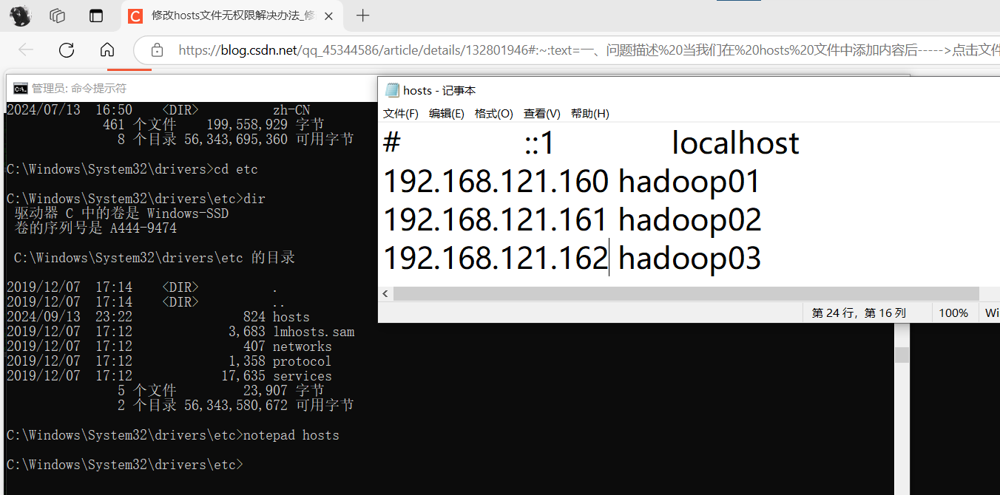 修改hosts文件无权限解决办法_修
https://blog.csdn.net/qq_45344586/article/details/132801946#:~:text=一、问题描述%20当我们在%20hosts%20文件中添加内容后----->点击文件
管理员: 命令提示符
2024/07/13  16:50    <DIR>          zh-CN
461 个文件    199,558,929 字节
8 个目录 56,343,695,360 可用字节
C:\Windows\System32\drivers>cd etc
C:\Windows\System32\drivers\etc>dir
驱动器 C 中的卷是 Windows-SSD
卷的序列号是 A444-9474
C:\Windows\System32\drivers\etc 的目录
2019/12/07  17:14    <DIR>          .
2019/12/07  17:14    <DIR>          ..
2024/09/13  23:22               824 hosts
2019/12/07  17:12             3,683 lmhosts.sam
2019/12/07  17:12               407 networks
2019/12/07  17:12             1,358 protocol
2019/12/07  17:12            17,635 services
5 个文件         23,907 字节
2 个目录 56,343,580,672 可用字节
C:\Windows\System32\drivers\etc>notepad hosts
C:\Windows\System32\drivers\etc>
hosts - 记事本
文件(F) 编辑(E) 格式(O) 查看(V) 帮助(H)
# ::1 localhost
192.168.121.160 hadoop01
192.168.121.161 hadoop02
192.168.121.162 hadoop03
第 24 行，第 16 列 100% Wi